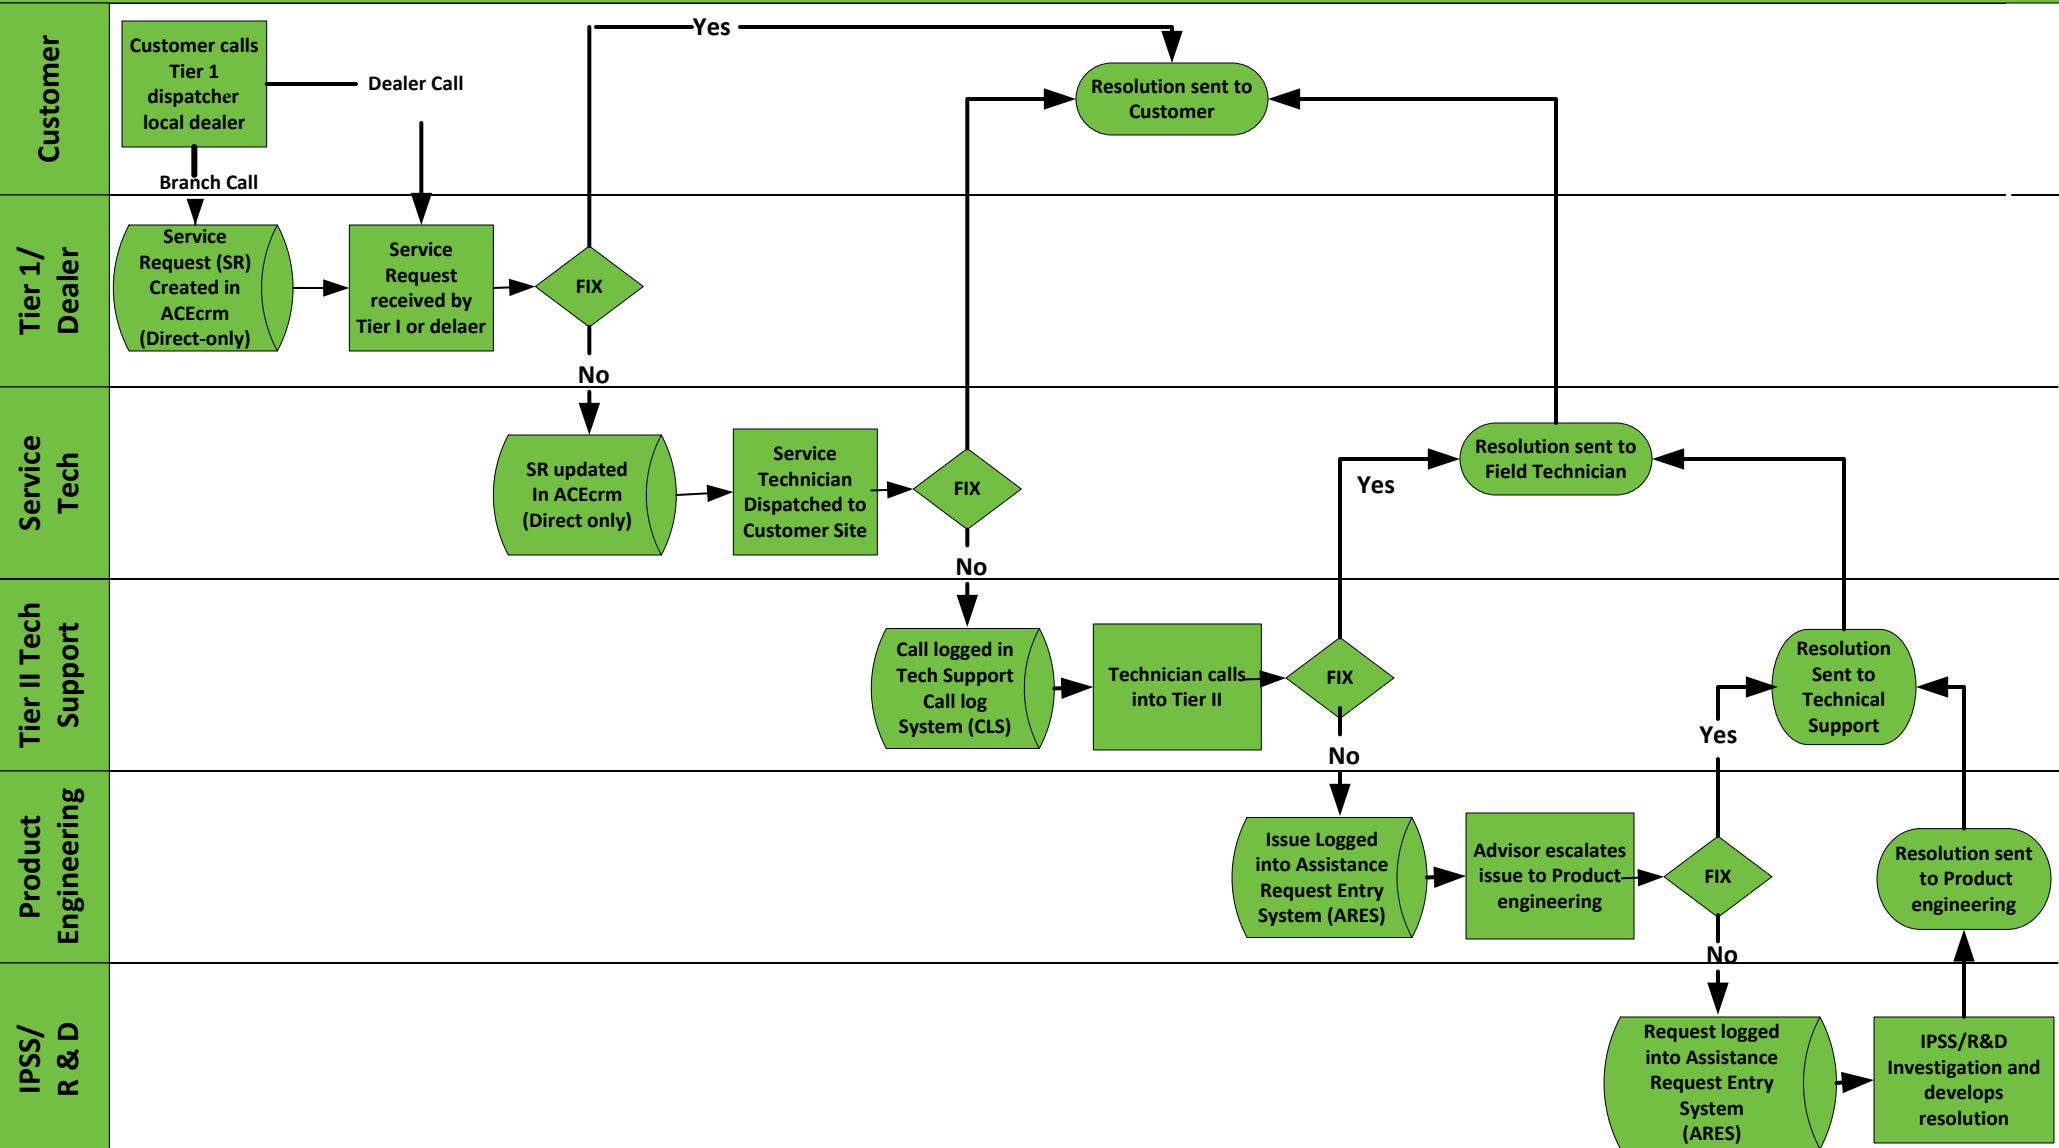 Customer
Customer calls
Tier 1
dispatcher
local dealer
Dealer Call
Branch Call
Yes
Resolution sent to
Customer
Tier 1/
Dealer
Service
Request (SR)
Created in
ACEcrm
(Direct-only)
Service
Request
received by
Tier I or delaer
FIX
No
Service
Tech
SR updated
In ACEcrm
(Direct only)
Service
Technician
Dispatched to
Customer Site
FIX
No
Yes
Resolution sent to
Field Technician
Tier II Tech
Support
Call logged in
Tech Support
Call log
System (CLS)
Technician calls
into Tier II
FIX
No
Yes
Resolution
Sent to
Technical
Support
Product
Engineering
Issue Logged
into Assistance
Request Entry
System (ARES)
Advisor escalates
issue to Product
engineering
FIX
No
Resolution sent
to Product
engineering
IPSS/
R & D
Request logged
into Assistance
Request Entry
System
(ARES)
IPSS/R&D
Investigation and
develops
resolution